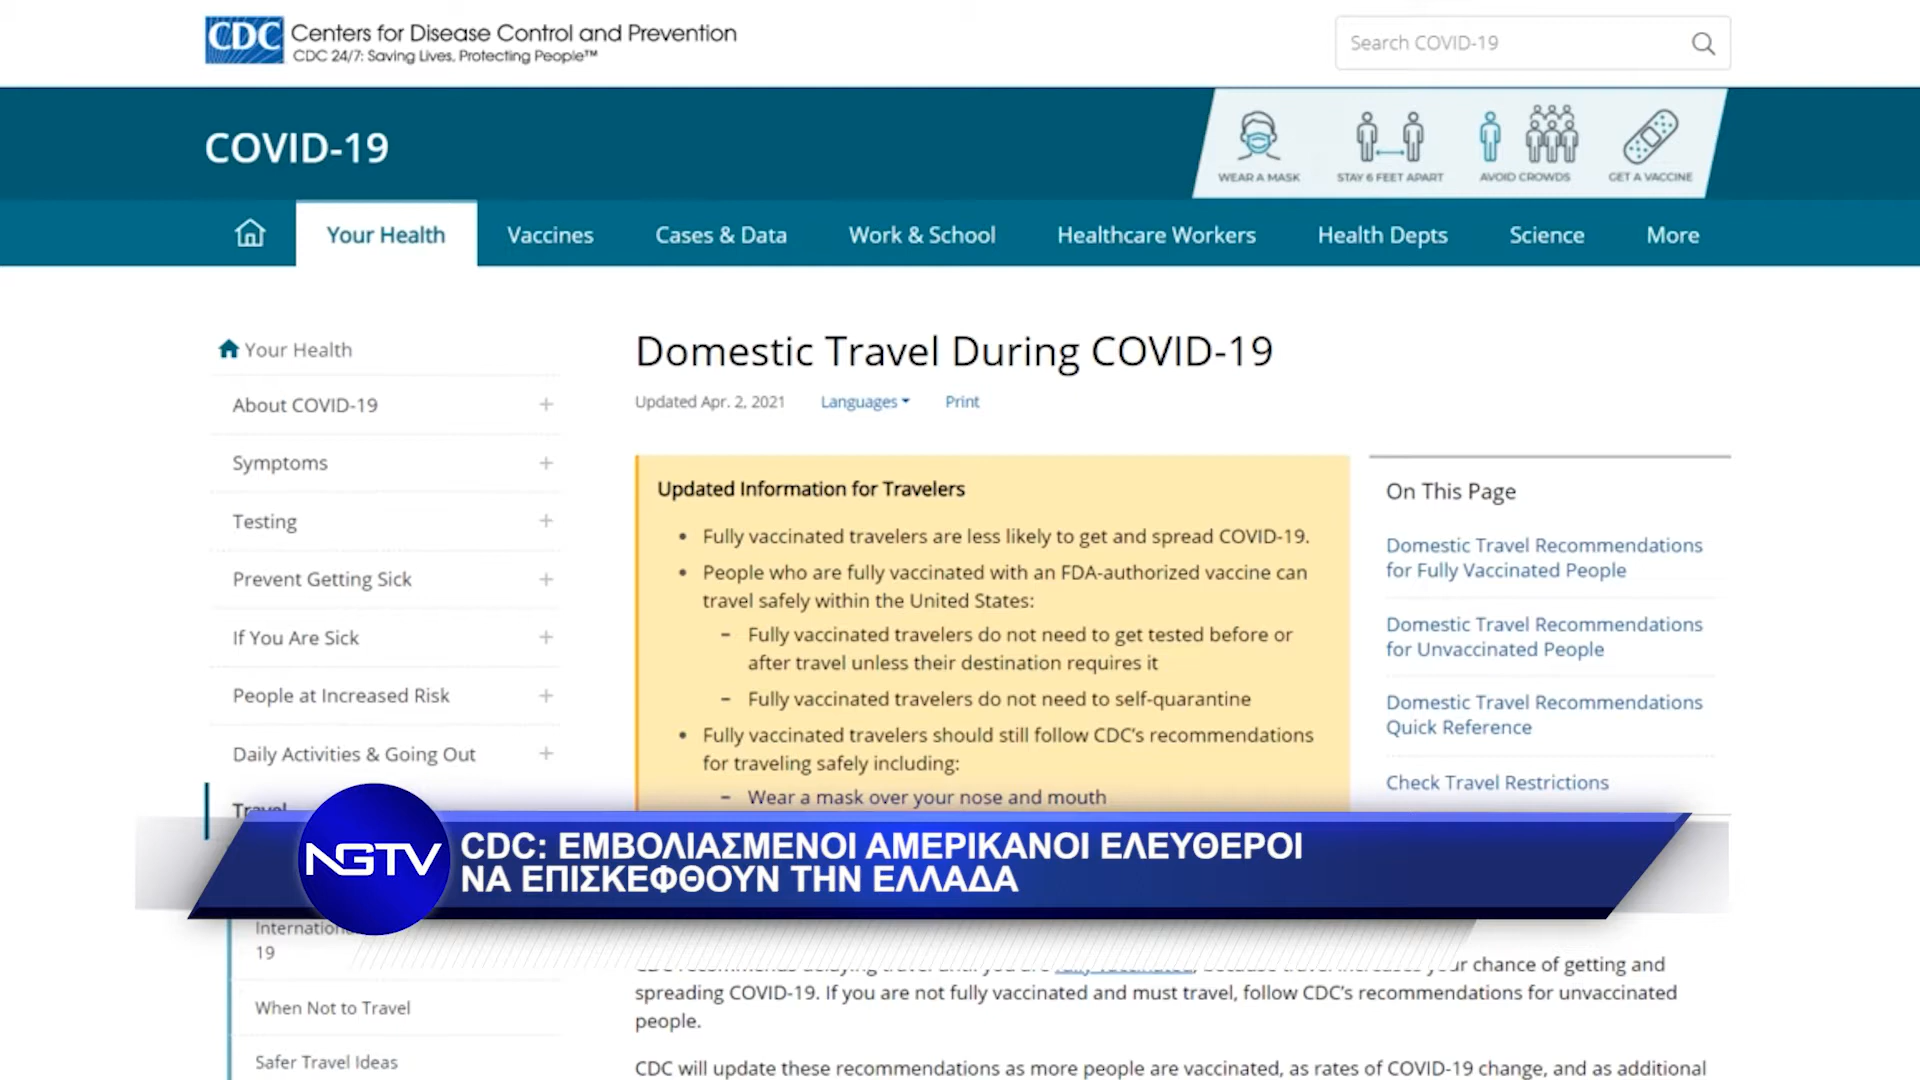 CDC Centers for Disease Control and Prevention
CDC 24/7: Saving Lives. Protecting People™
Search COVID-19
COVID-19
WEAR A MASK
STAY 6 FEET APART
AVOID CROWDS
GET A VACCINE
Your Health
Vaccines
Cases & Data
Work & School
Healthcare Workers
Health Depts
Science
More
Your Health
About COVID-19
Symptoms
Testing
Prevent Getting Sick
If You Are Sick
People at Increased Risk
Daily Activities & Going Out
Travel
19
When Not to Travel
Safer Travel Ideas
Domestic Travel During COVID-19
Updated Apr. 2, 2021
Languages
Print
Updated Information for Travelers
• Fully vaccinated travelers are less likely to get and spread COVID-19.
• People who are fully vaccinated with an FDA-authorized vaccine can
travel safely within the United States:
– Fully vaccinated travelers do not need to get tested before or
after travel unless their destination requires it
– Fully vaccinated travelers do not need to self-quarantine
• Fully vaccinated travelers should still follow CDC's recommendations
for traveling safely including:
– Wear a mask over your nose and mouth
On This Page
Domestic Travel Recommendations
for Fully Vaccinated People
Domestic Travel Recommendations
for Unvaccinated People
Domestic Travel Recommendations
Quick Reference
Check Travel Restrictions
NGTV
CDC: ΕΜΒΟΛΙΑΣΜΕΝΟΙ ΑΜΕΡΙΚΑΝΟΙ ΕΛΕΥΘΕΡΟΙ
ΝΑ ΕΠΙΣΚΕΦΘΟΥΝ ΤΗΝ ΕΛΛΑΔΑ
chance of getting and
spreading COVID-19. If you are not fully vaccinated and must travel, follow CDC's recommendations for unvaccinated
people.
CDC will update these recommendations as more people are vaccinated, as rates of COVID-19 change, and as additional